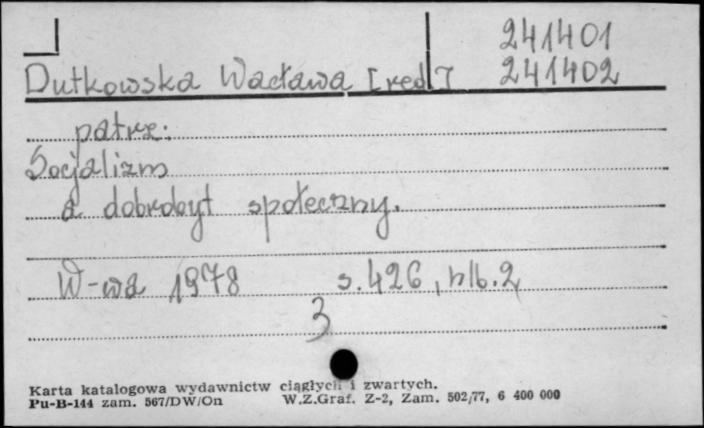 241401
Dutkowska Wacława [red]   241402
patrz:
Socjalizm
a dobrobyt społeczny.
W-wa 1978   s.426, nlb.2
3
Karta katalogowa wydawnictw ciągłych i zwartych.
Pu-B-144 zam. 567/DW/On   W.Z.Graf. Z-2, Zam. 502/77, 6 400 000